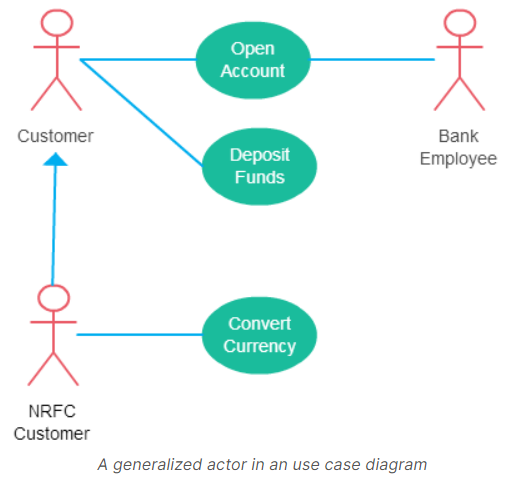 Open
Account
Customer
Bank
Employee
Deposit
Funds
Convert
Currency
NRFC
Customer
A generalized actor in an use case diagram